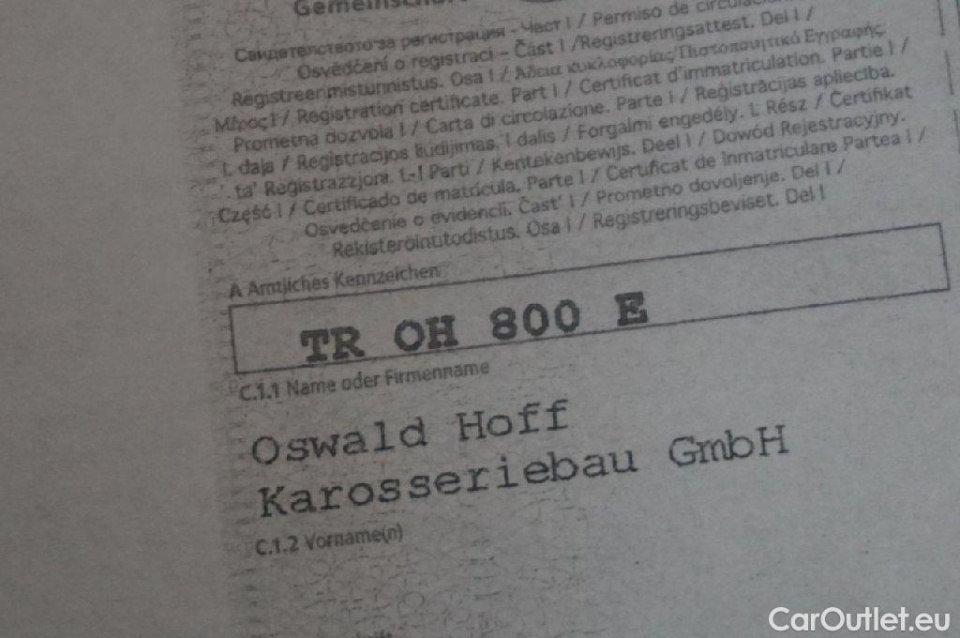 Gemeinschaft
Свидетелството за регистрация - Част I / Permiso de circulación
Osvědčení o registraci - Část I /Registreringsattest. Del I /
Registreerimistunnistus. Osa I / Άδεια κυκλοφορίας/Πιστοποιητικό Εγγραφής
Μέρος I / Registration certificate. Part I / Certificat d'immatriculation. Partie I /
Prometna dozvola I / Carta di circolazione. Parte I / Reģistrācijas apliecība.
I. daļa / Registracijos liudijimas. I dalis / Forgalmi engedély. I. Rész / Ċertifikat
ta' Reġistrazzjoni. L-I Parti / Kentekenbewijs. Deel I / Dowód Rejestracyjny.
Część I / Certificado de matrícula. Parte I / Certificat de înmatriculare Partea I /
Osvedčenie o evidencii. Časť I / Prometno dovoljenje. Del I /
Rekisteröintitodistus. Osa I / Registreringsbeviset. Del I
A Amtliches Kennzeichen
TR OH 800 E
C.1.1 Name oder Firmenname
Oswald Hoff
Karosseriebau GmbH
C.1.2 Vorname(n)
CarOutlet.eu